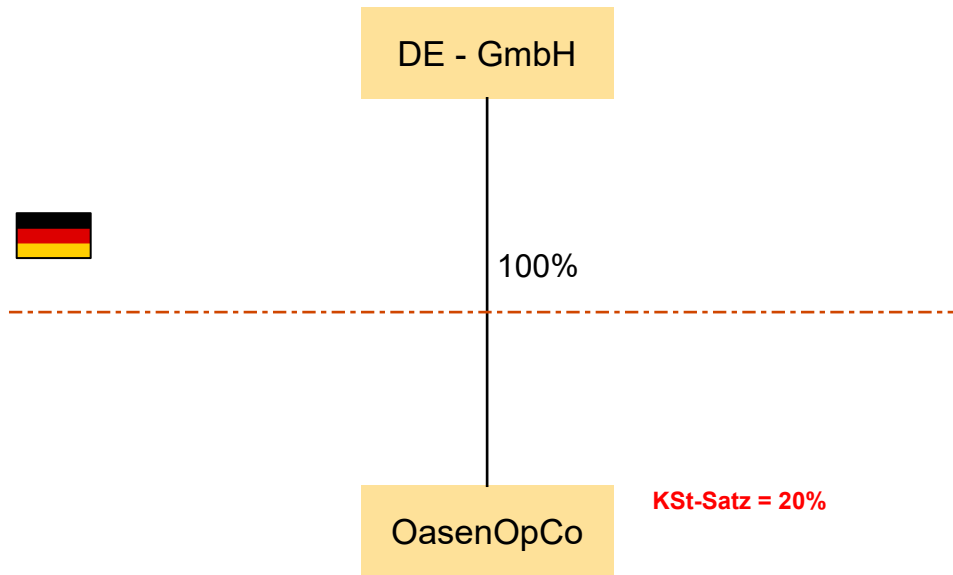 DE - GmbH
100%
KSt-Satz = 20%
OasenOpCo